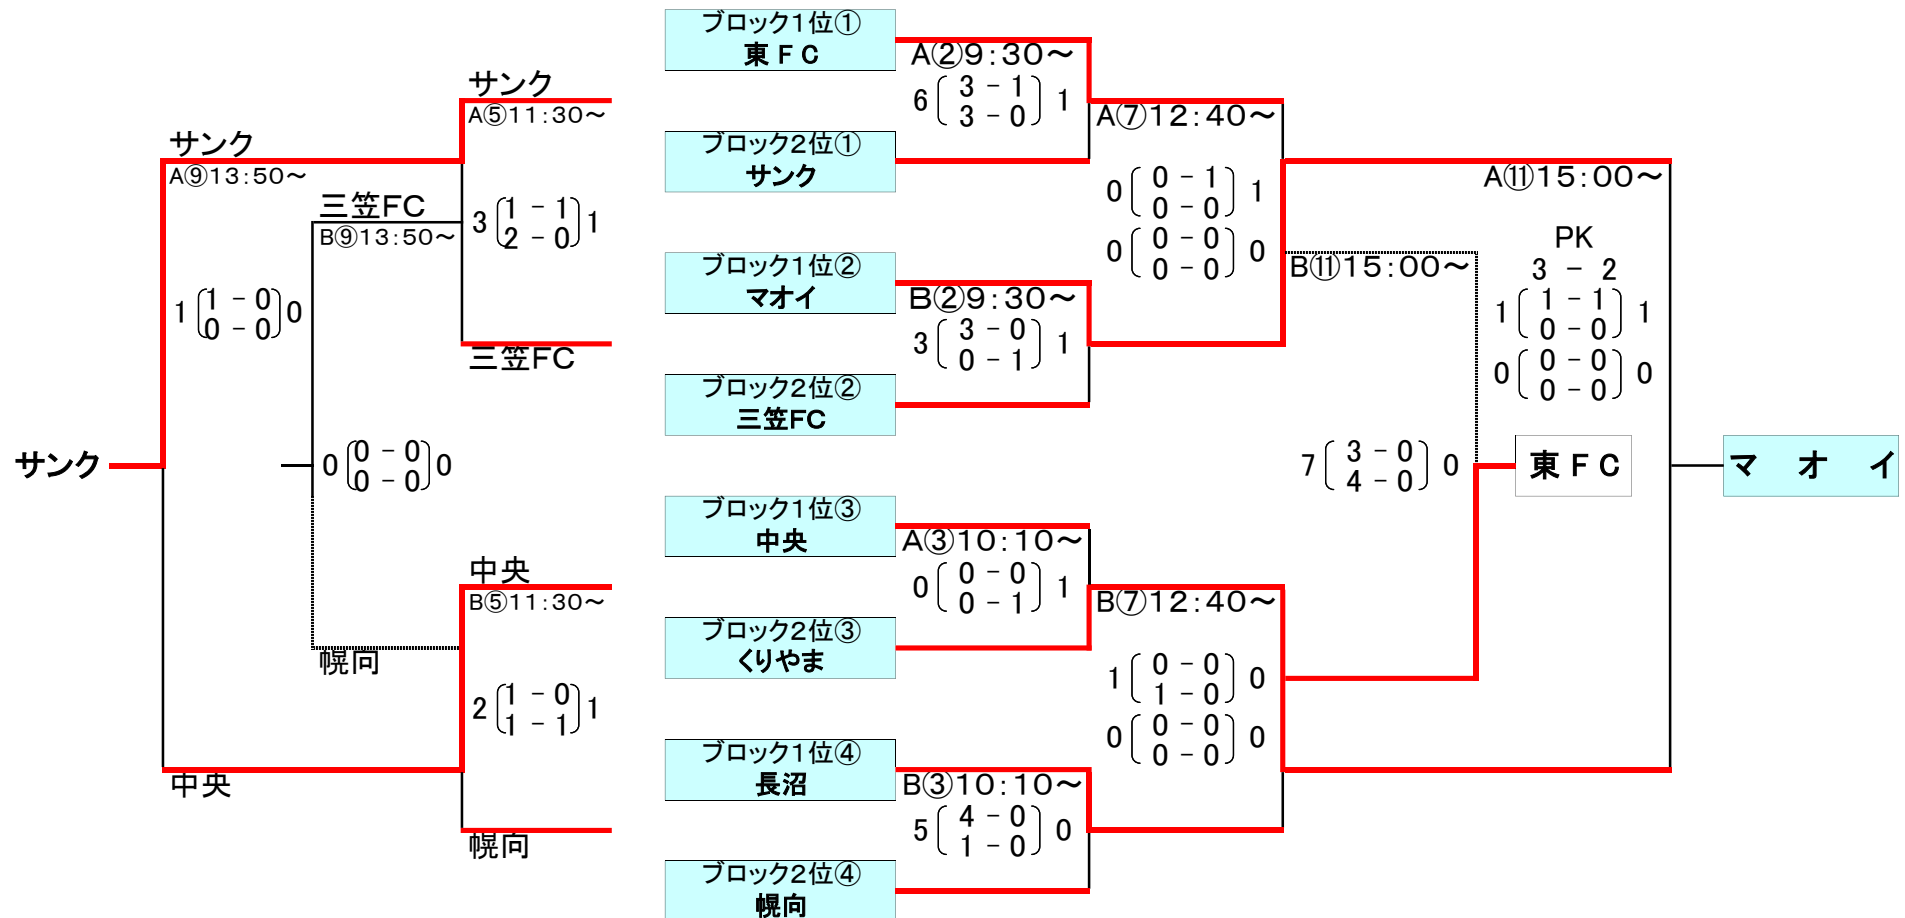 サンク
A⑤11:30～
3 1 - 1 1
2 - 0
三笠FC
サンク
A⑨13:50～
三笠FC
B⑨13:50～
1 1 - 0 0
0 - 0
サンク
0 0 - 0 0
0 - 0
中央
B⑤11:30～
幌向
2 1 - 0 1
1 - 1
中央
幌向
ブロック1位①
東FC
A②9:30～
6 3 - 1 1
3 - 0
ブロック2位①
サンク
A⑦12:40～
0 0 - 1 1
0 - 0
0 0 - 0 0
0 - 0
ブロック1位②
マオイ
B②9:30～
3 3 - 0 1
0 - 1
ブロック2位②
三笠FC
A⑪15:00～
PK
3 - 2
1 1 - 1 1
0 - 0
0 0 - 0 0
0 - 0
B⑪15:00～
7 3 - 0 0
4 - 0
東FC
マオイ
ブロック1位③
中央
A③10:10～
0 0 - 0 1
0 - 1
ブロック2位③
くりやま
B⑦12:40～
1 0 - 0 0
1 - 0
0 0 - 0 0
0 - 0
ブロック1位④
長沼
B③10:10～
5 4 - 0 0
1 - 0
ブロック2位④
幌向